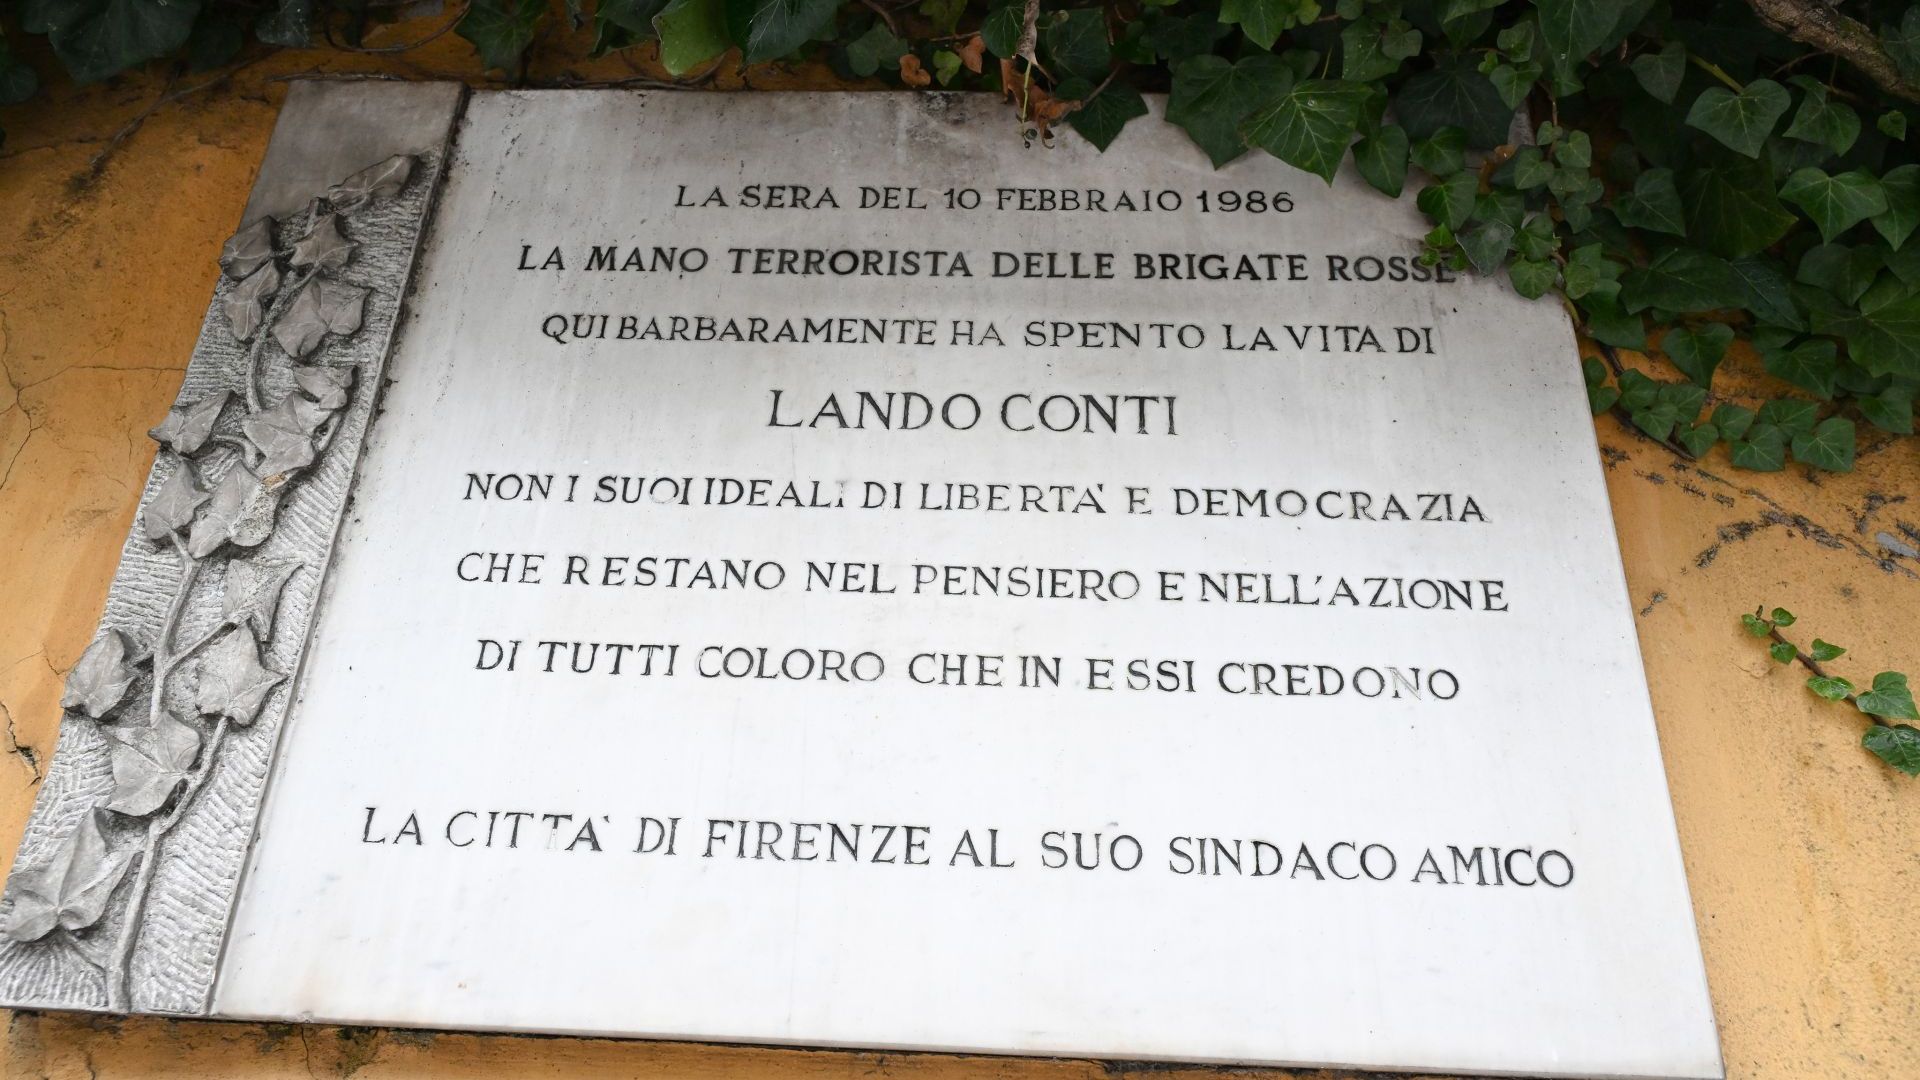 LA SERA DEL 10 FEBBRAIO 1986
LA MANO TERRORISTA DELLE BRIGATE ROSSE
QUI BARBARAMENTE HA SPENTO LA VITA DI
LANDO CONTI
NON I SUOI IDEALI DI LIBERTA' E DEMOCRAZIA
CHE RESTANO NEL PENSIERO E NELL'AZIONE
DI TUTTI COLORO CHE IN ESSI CREDONO
LA CITTA' DI FIRENZE AL SUO SINDACO AMICO